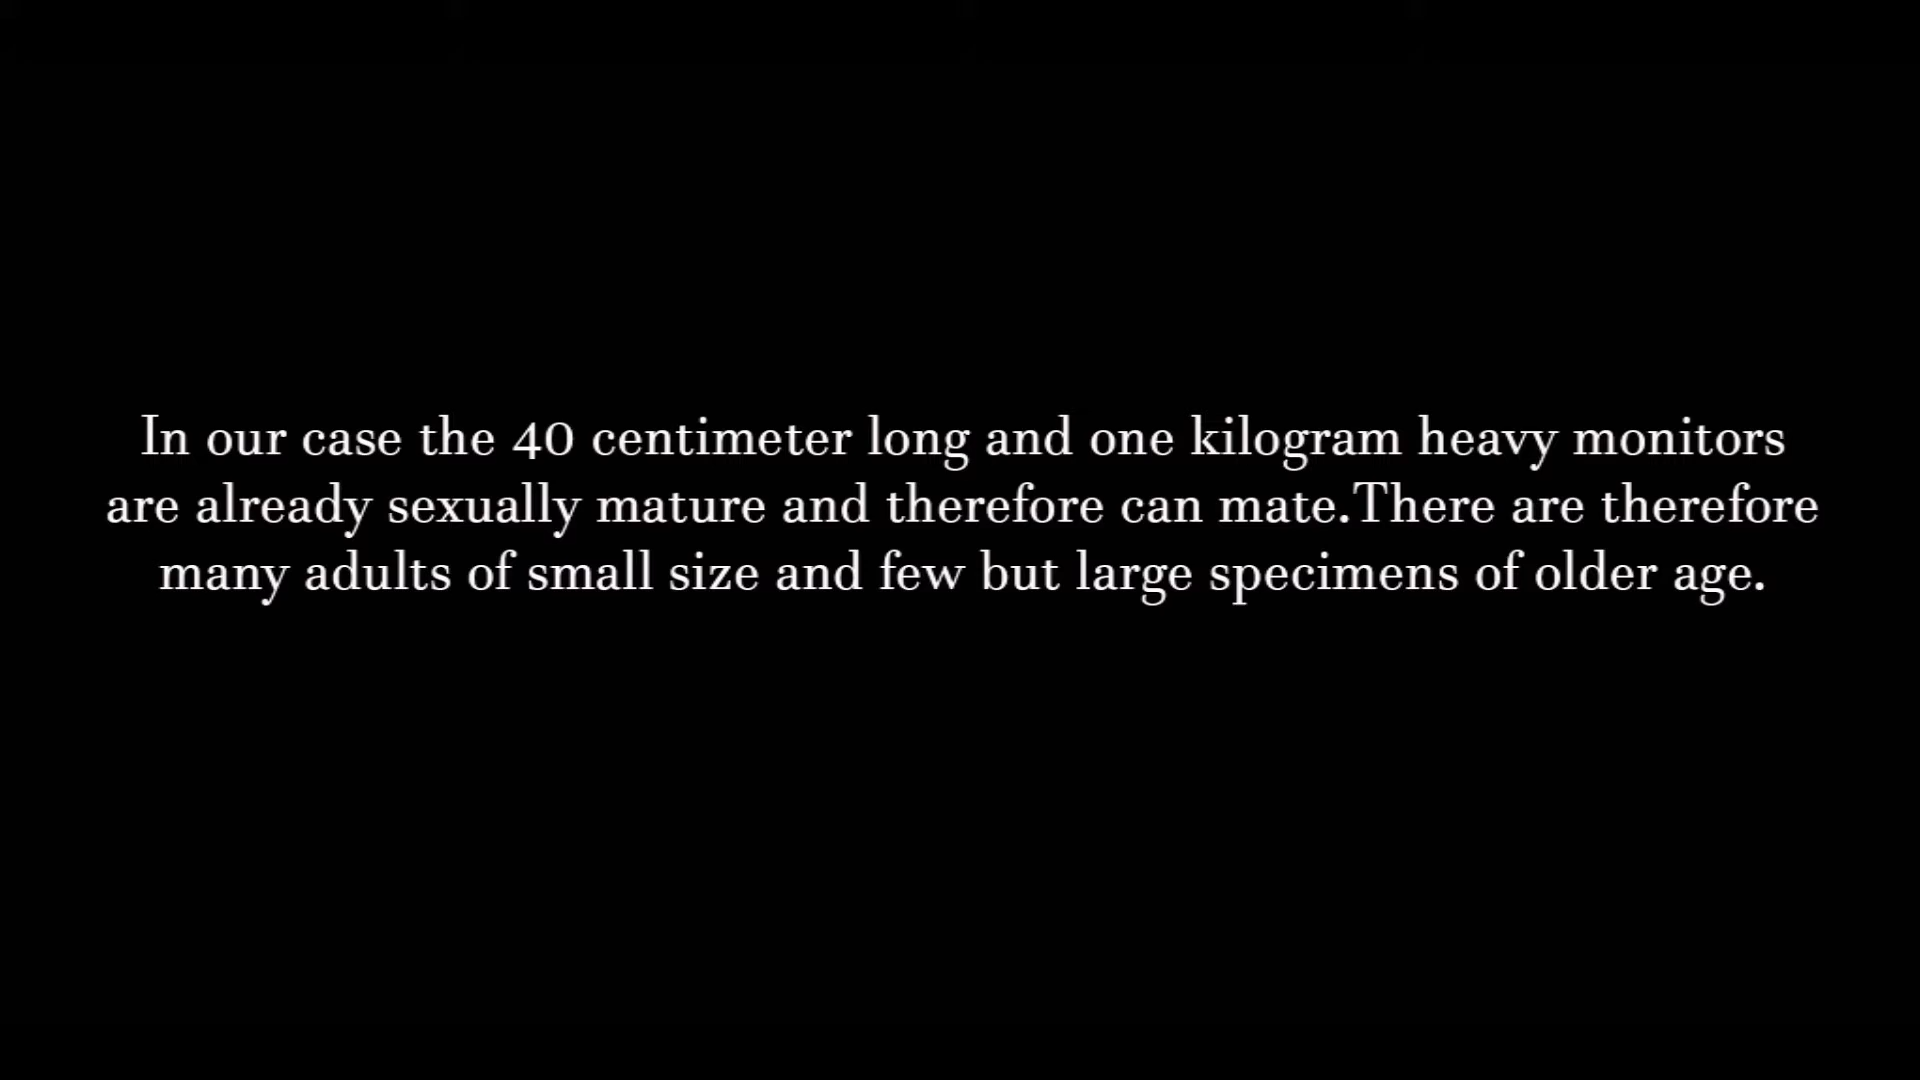 In our case the 40 centimeter long and one kilogram heavy monitors
are already sexually mature and therefore can mate.There are therefore
many adults of small size and few but large specimens of older age.